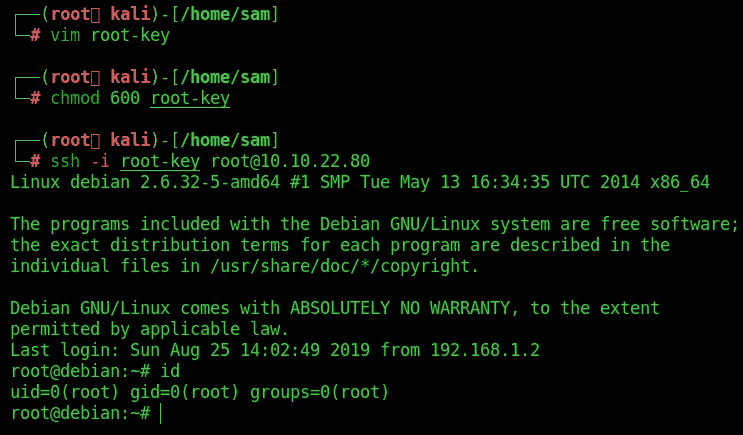 ┌──(root㉿ kali)-[/home/sam]
└─# vim root-key
┌──(root㉿ kali)-[/home/sam]
└─# chmod 600 root-key
┌──(root㉿ kali)-[/home/sam]
└─# ssh -i root-key root@10.10.22.80
Linux debian 2.6.32-5-amd64 #1 SMP Tue May 13 16:34:35 UTC 2014 x86_64
The programs included with the Debian GNU/Linux system are free software;
the exact distribution terms for each program are described in the
individual files in /usr/share/doc/*/copyright.
Debian GNU/Linux comes with ABSOLUTELY NO WARRANTY, to the extent
permitted by applicable law.
Last login: Sun Aug 25 14:02:49 2019 from 192.168.1.2
root@debian:~# id
uid=0(root) gid=0(root) groups=0(root)
root@debian:~#